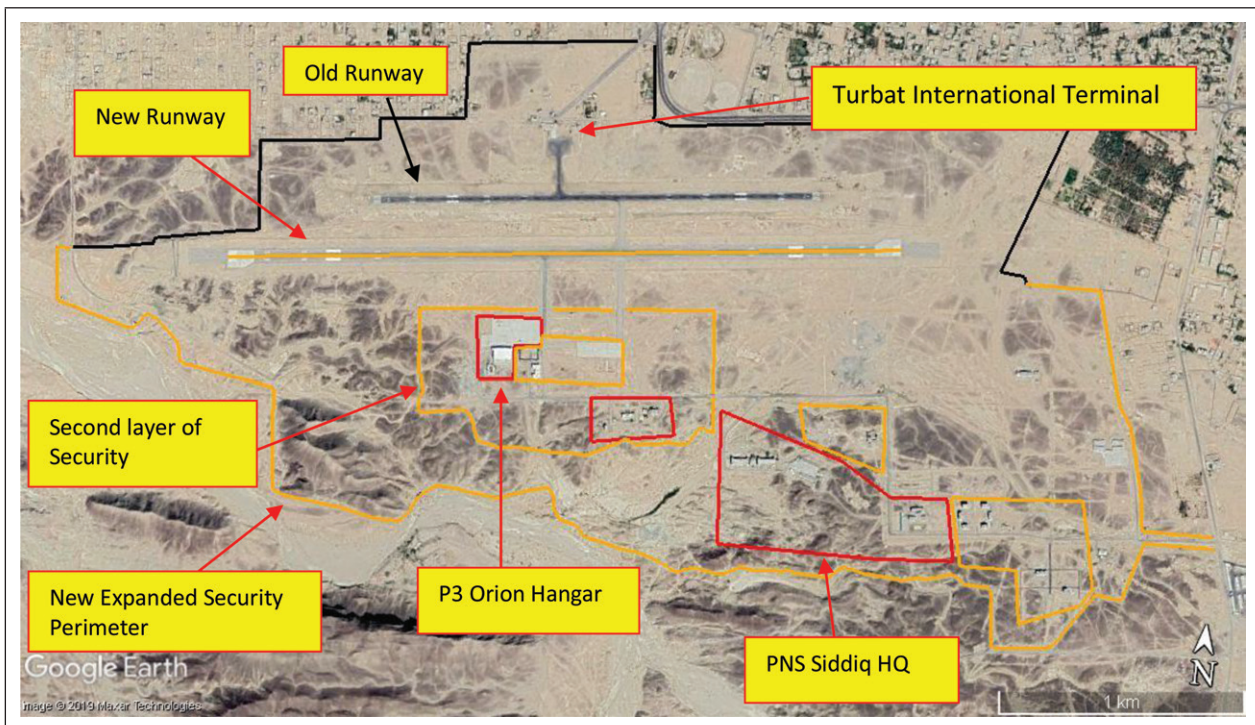 Old Runway
Turbat International Terminal
New Runway
Second layer of
Security
New Expanded Security
Perimeter
P3 Orion Hangar
PNS Siddiq HQ
N
Google Earth
Image © 2019 Maxar Technologies
1 km